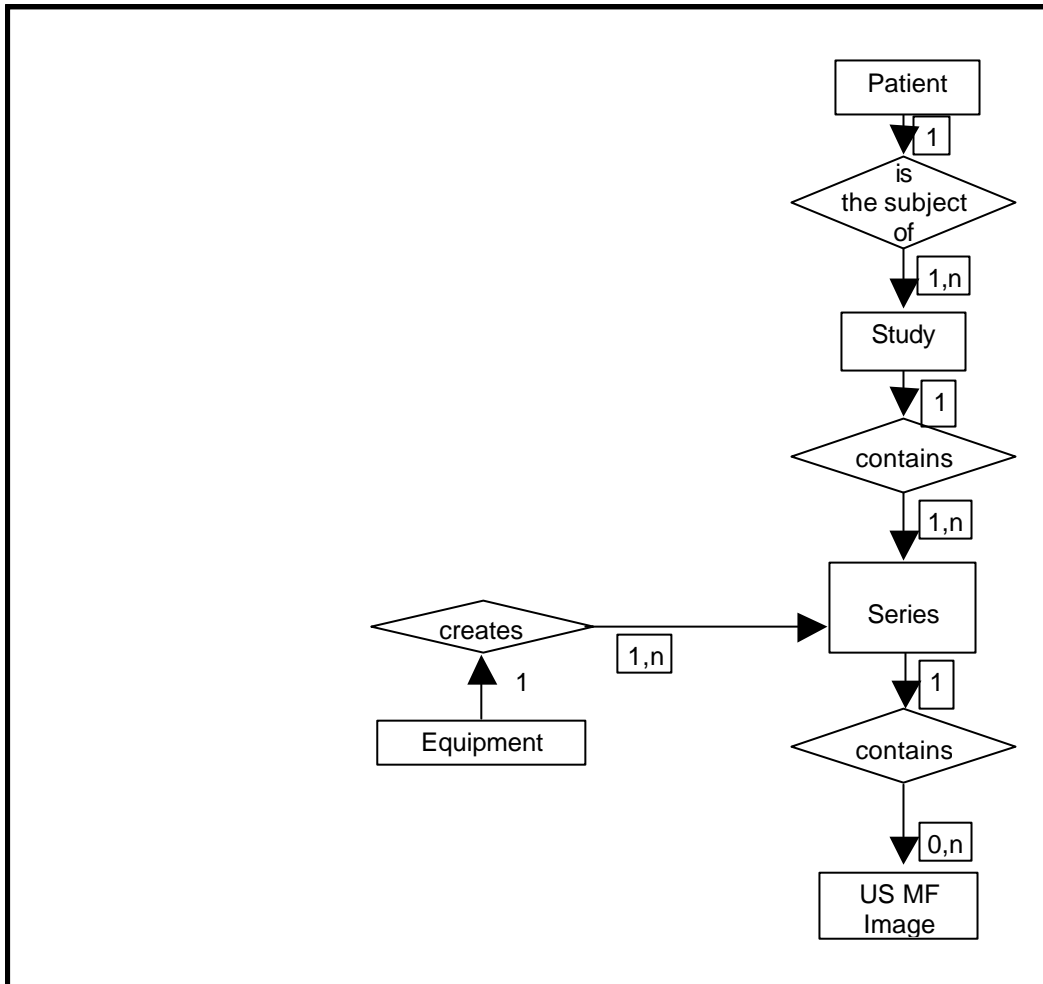 Patient
1
is
the subject
of
1,n
Study
1
contains
1,n
Series
creates
1,n
1
1
Equipment
contains
0,n
US MF
Image